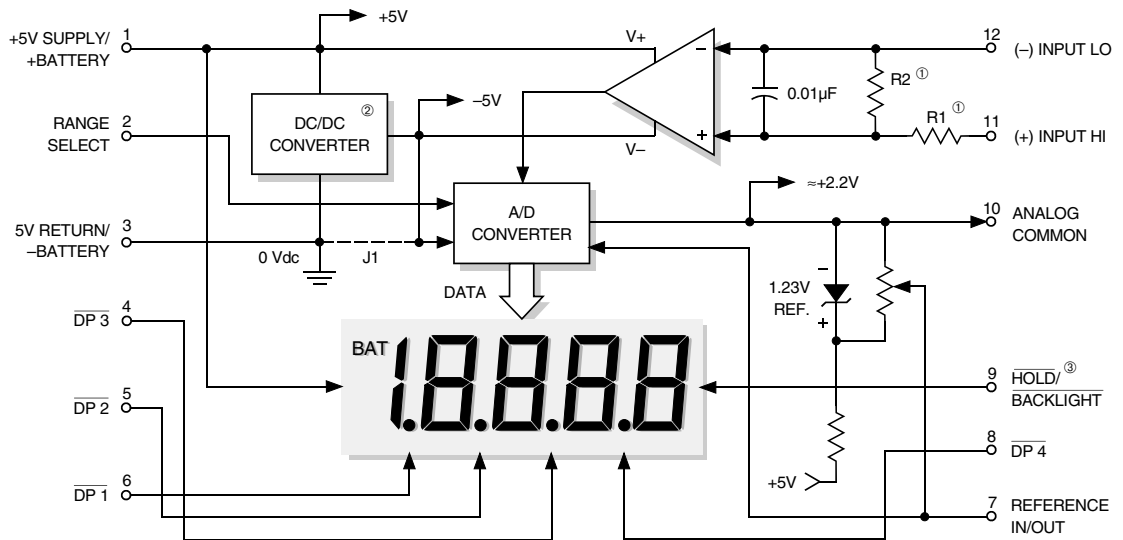 +5V
+5V SUPPLY/
+BATTERY
1
V+
–
12
(–) INPUT LO
R2 ①
0.01µF
②
DC/DC
CONVERTER
–5V
R1 ①
RANGE
SELECT
2
+
11
(+) INPUT HI
V–
≈+2.2V
A/D
CONVERTER
10
ANALOG
COMMON
5V RETURN/
–BATTERY
3
0 Vdc
J1
–
1.23V
REF.
+
DATA
DP 3
4
BAT
1.8.8.8.8
9
HOLD/ ③
BACKLIGHT
DP 2
5
8
DP 4
DP 1
6
+5V
7
REFERENCE
IN/OUT